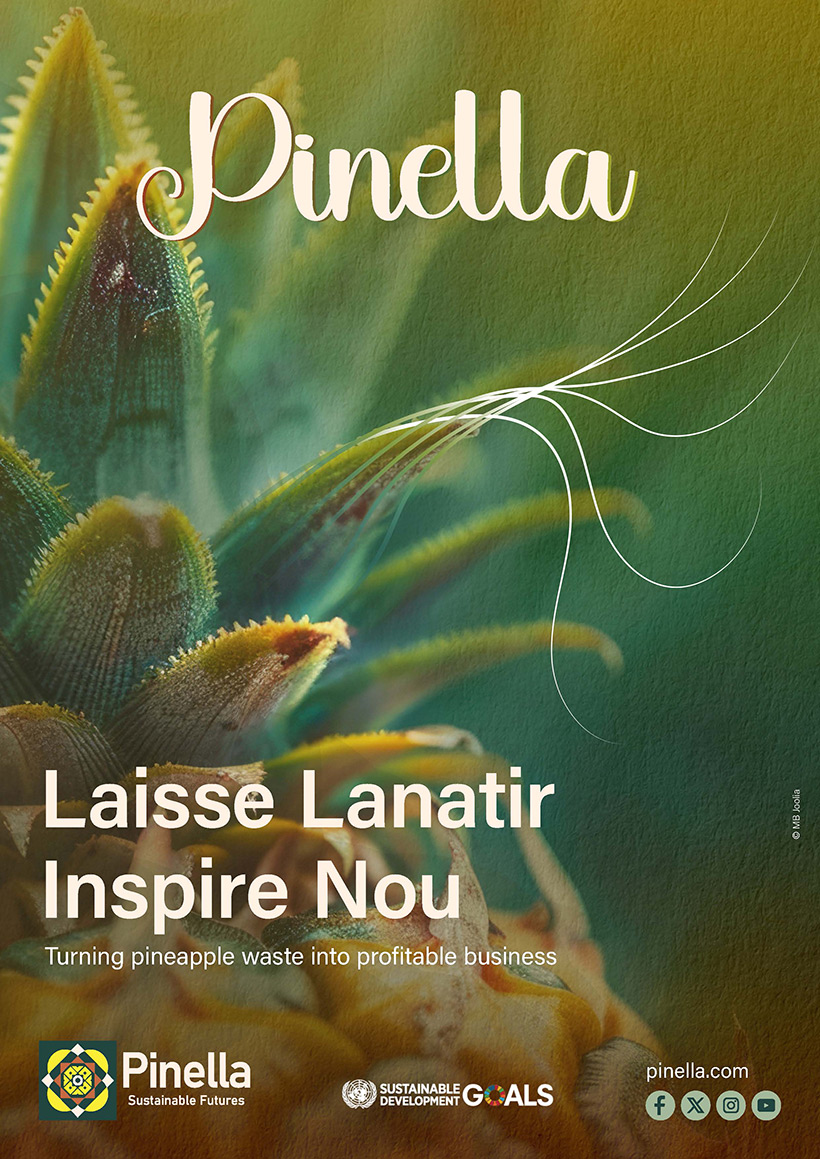 Pinella
Laisse Lanatir
Inspire Nou
Turning pineapple waste into profitable business
© MB Joolia
Pinella
Sustainable Futures
SUSTAINABLE
DEVELOPMENT GOALS
pinella.com